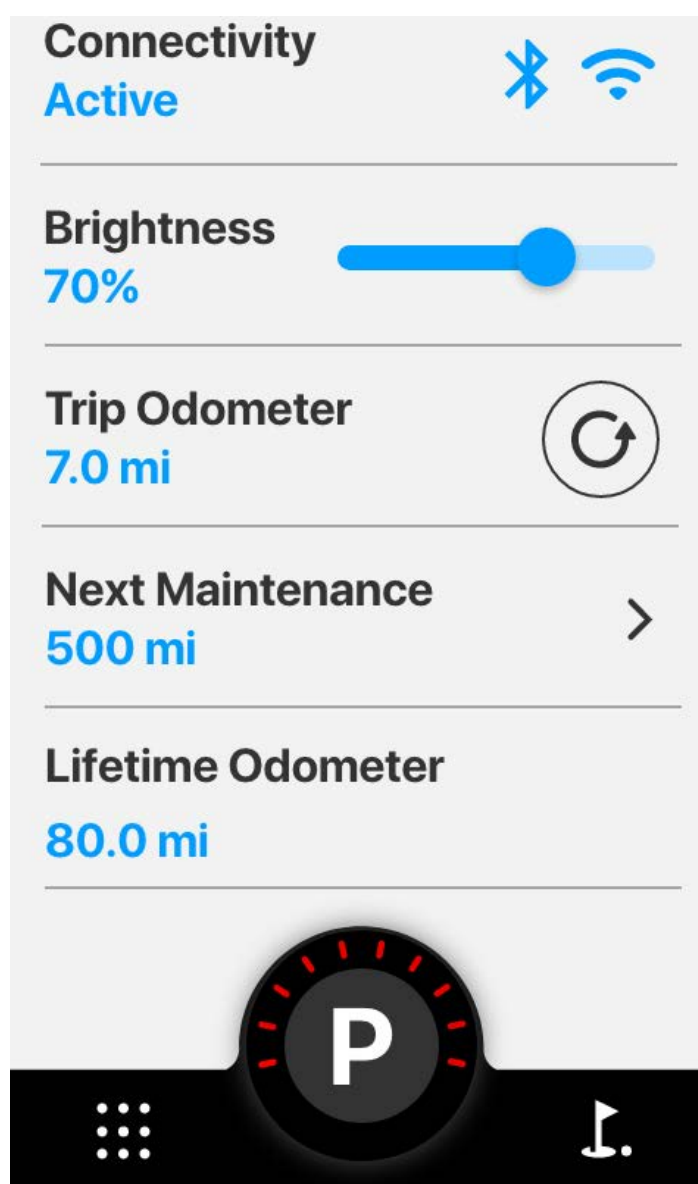 Connectivity
Active
Brightness
70%
Trip Odometer
7.0 mi
Next Maintenance
500 mi
Lifetime Odometer
80.0 mi
P